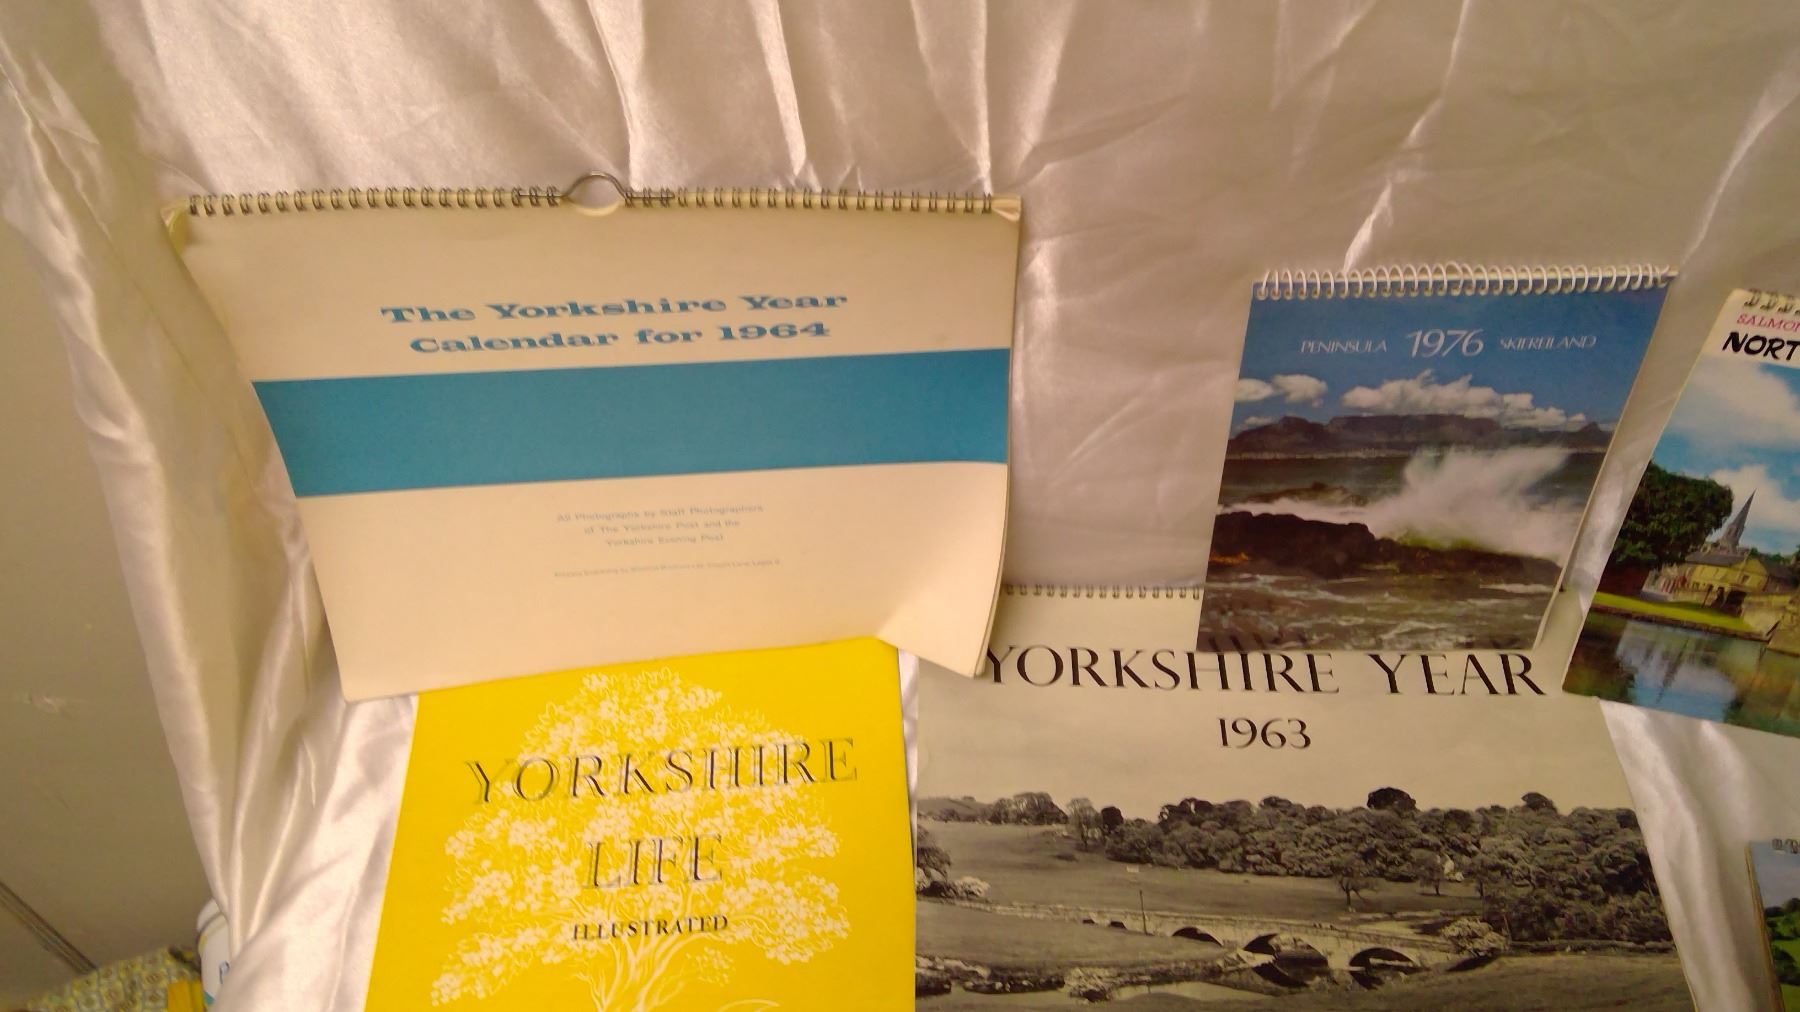 The Yorkshire Year
Calendar for 1964
All Photographs by Staff Photographers
of The Yorkshire Post and the
Yorkshire Evening Post
PENINSULA 1976 SKIEREILAND
SALMO
NORT
YORKSHIRE YEAR
1963
YORKSHIRE
LIFE
ILLUSTRATED